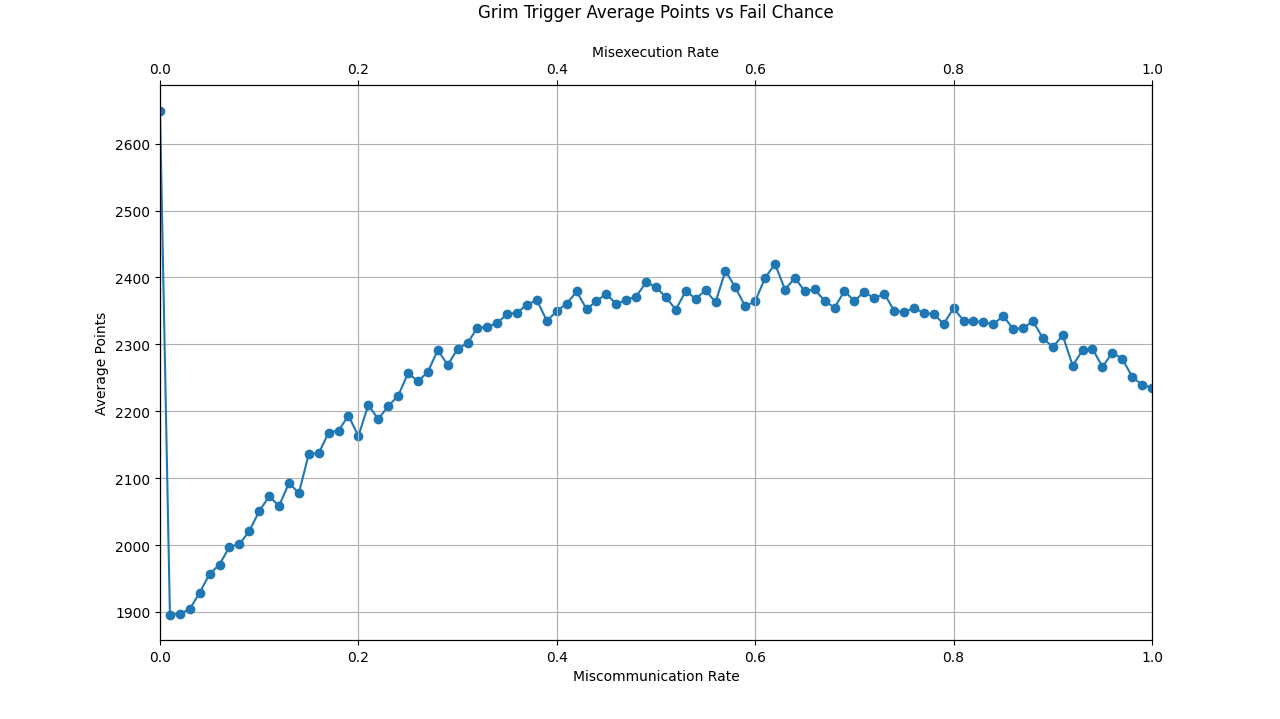 Grim Trigger Average Points vs Fail Chance
Misexecution Rate
0.0 0.2 0.4 0.6 0.8 1.0
2600
2500
2400
2300
2200
2100
2000
1900
Average Points
0.0 0.2 0.4 0.6 0.8 1.0
Miscommunication Rate